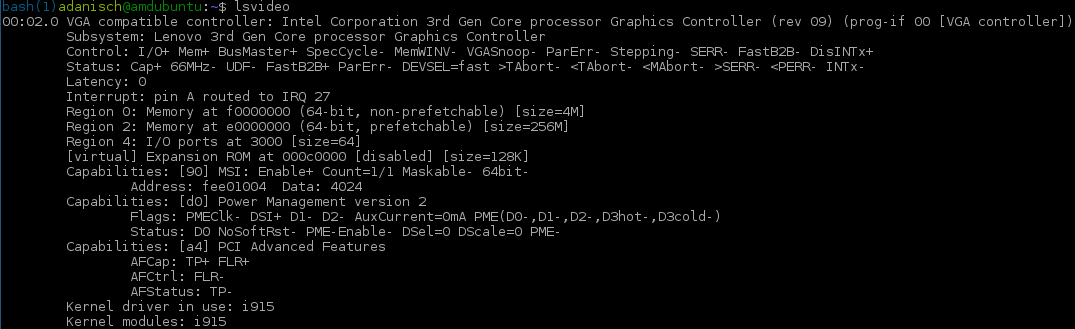 bash(1)adanisch@amdubuntu:~$ lsvideo
00:02.0 VGA compatible controller: Intel Corporation 3rd Gen Core processor Graphics Controller (rev 09) (prog-if 00 [VGA controller])
Subsystem: Lenovo 3rd Gen Core processor Graphics Controller
Control: I/O+ Mem+ BusMaster+ SpecCycle- MemWINV- VGASnoop- ParErr- Stepping- SERR- FastB2B- DisINTx+
Status: Cap+ 66MHz- UDF- FastB2B+ ParErr- DEVSEL=fast >TAbort- <TAbort- <MAbort- >SERR- <PERR- INTx-
Latency: 0
Interrupt: pin A routed to IRQ 27
Region 0: Memory at f0000000 (64-bit, non-prefetchable) [size=4M]
Region 2: Memory at e0000000 (64-bit, prefetchable) [size=256M]
Region 4: I/O ports at 3000 [size=64]
[virtual] Expansion ROM at 000c0000 [disabled] [size=128K]
Capabilities: [90] MSI: Enable+ Count=1/1 Maskable- 64bit-
Address: fee01004  Data: 4024
Capabilities: [d0] Power Management version 2
Flags: PMEClk- DSI+ D1- D2- AuxCurrent=0mA PME(D0-,D1-,D2-,D3hot-,D3cold-)
Status: D0 NoSoftRst- PME-Enable- DSel=0 DScale=0 PME-
Capabilities: [a4] PCI Advanced Features
AFCap: TP+ FLR+
AFCtrl: FLR-
AFStatus: TP-
Kernel driver in use: i915
Kernel modules: i915